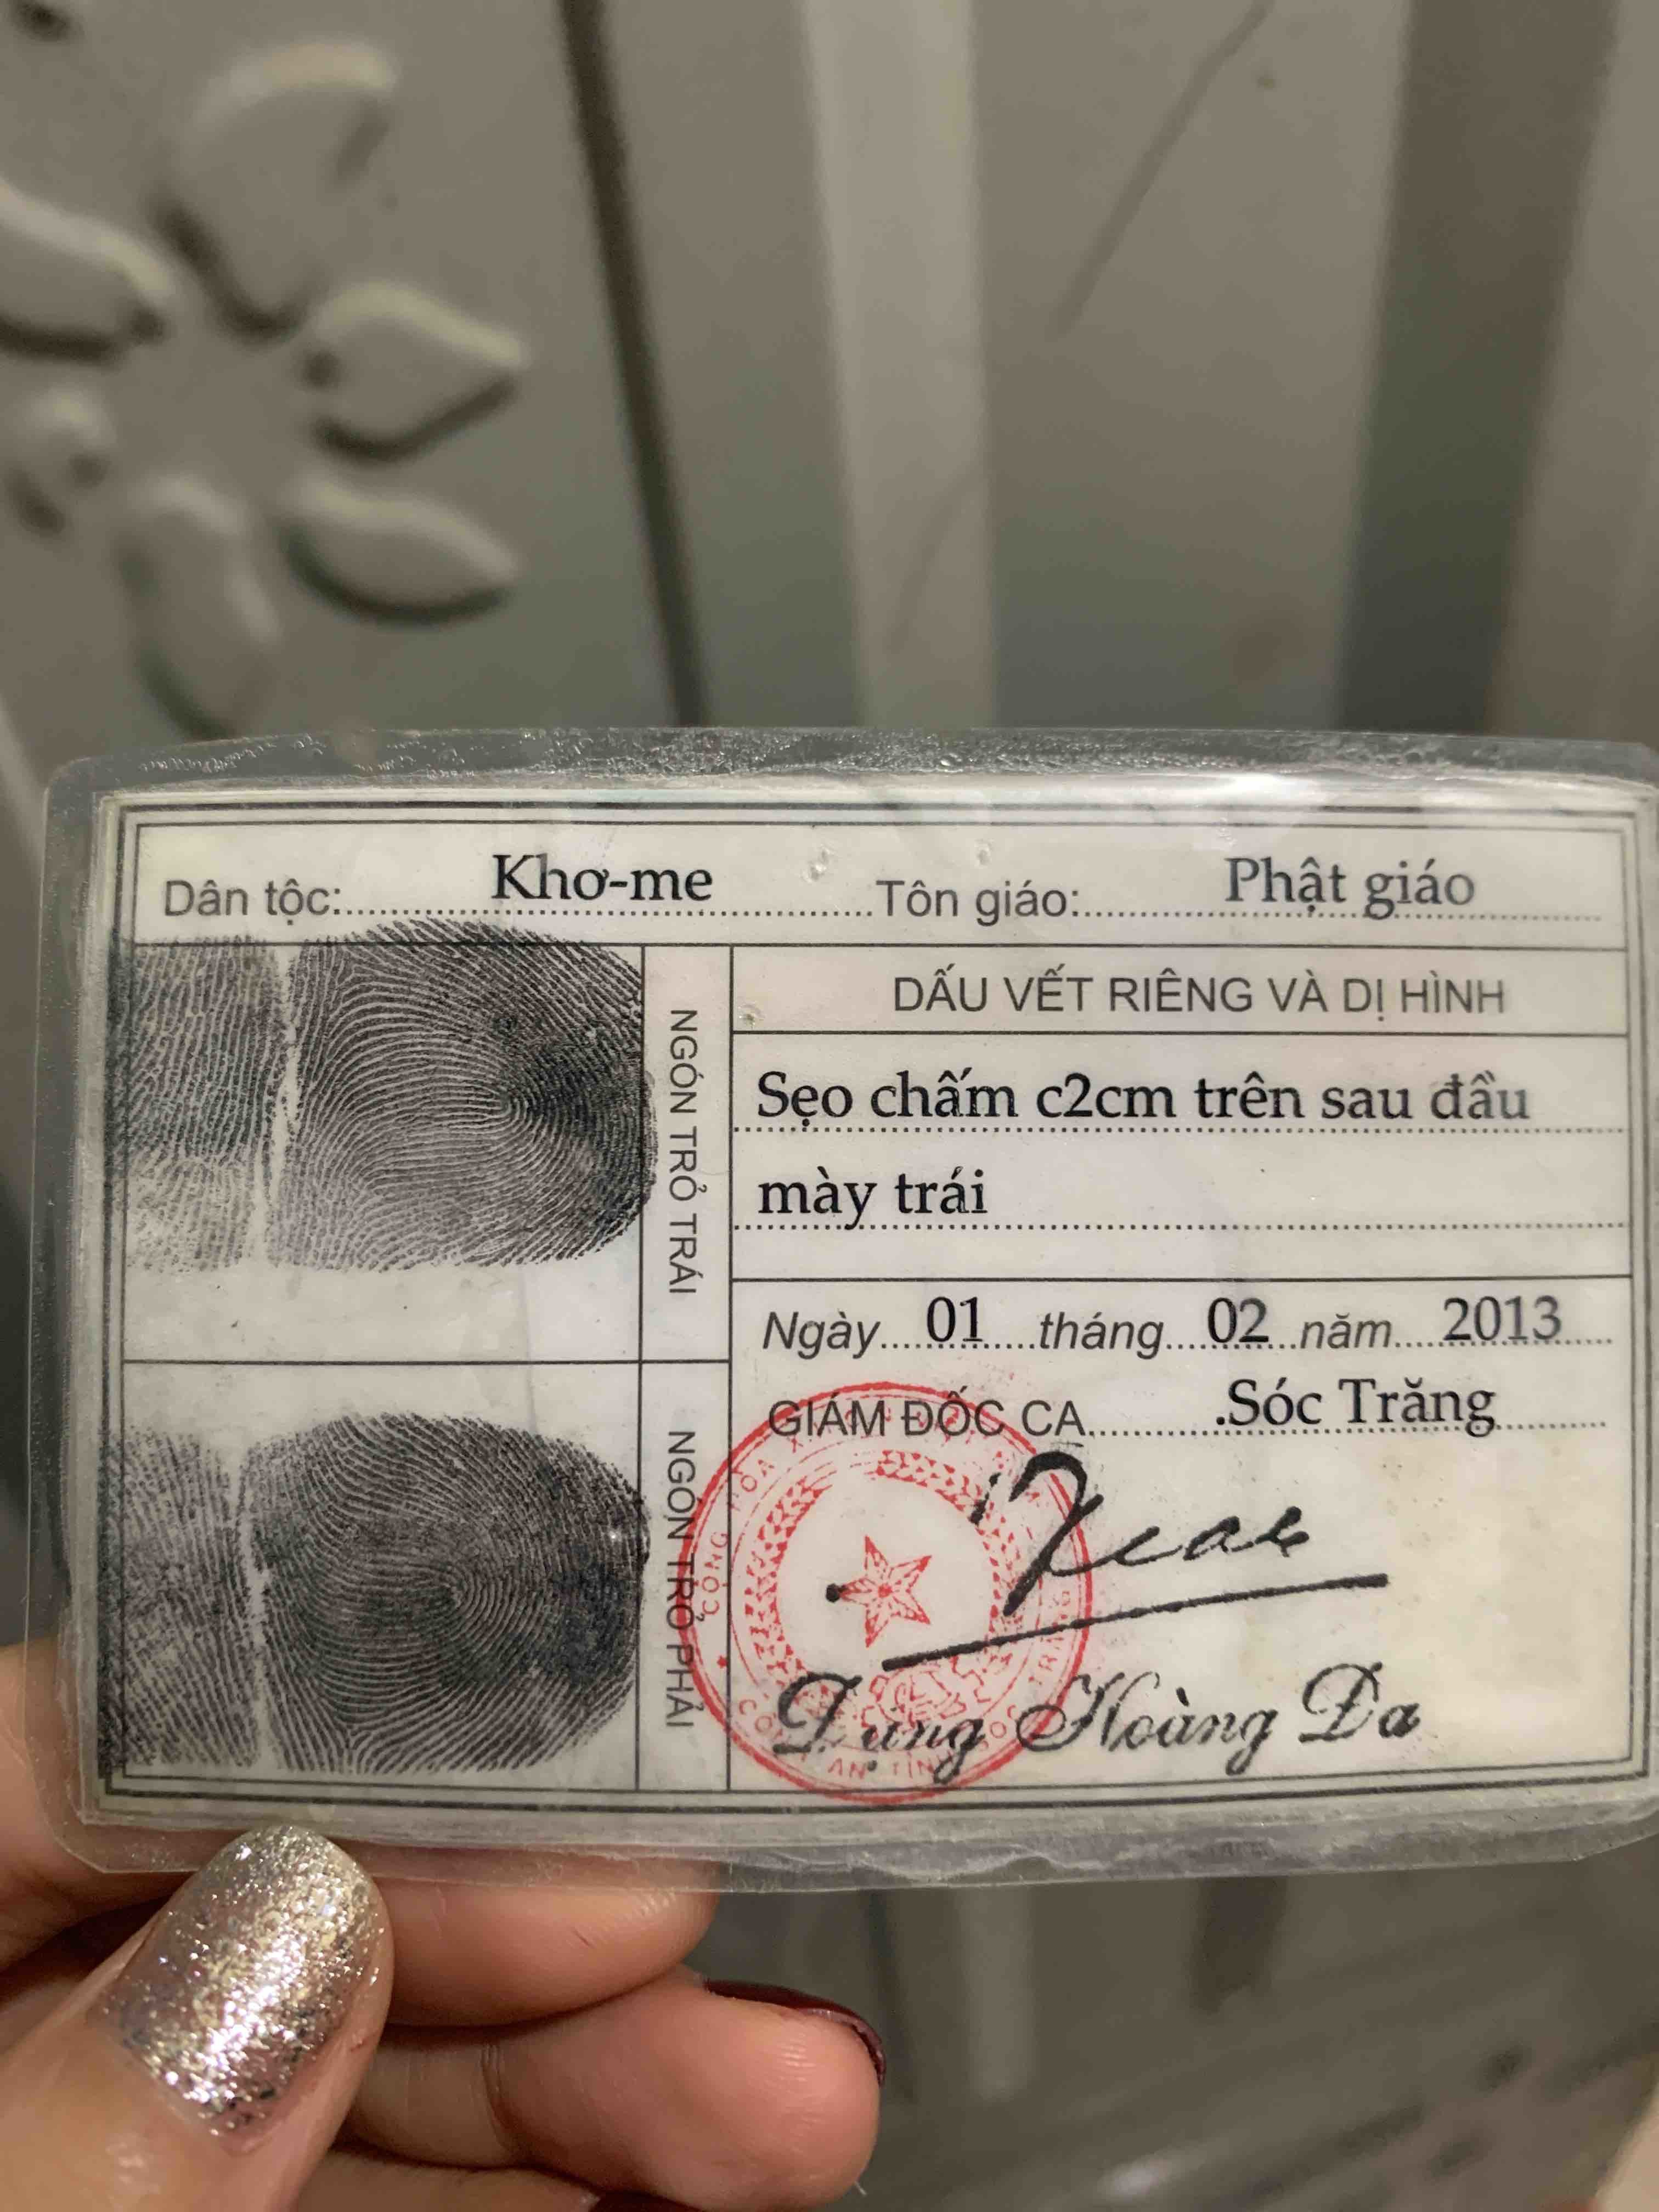 Dân tộc: Khơ-me Tôn giáo: Phật giáo
NGÓN TRỎ TRÁI
DẤU VẾT RIÊNG VÀ DỊ HÌNH
Sẹo chấm c2cm trên sau đầu
mày trái
Ngày 01 tháng 02 năm 2013
GIÁM ĐỐC CA .Sóc Trăng
NGÓN TRỎ PHẢI
Hoàng Đa